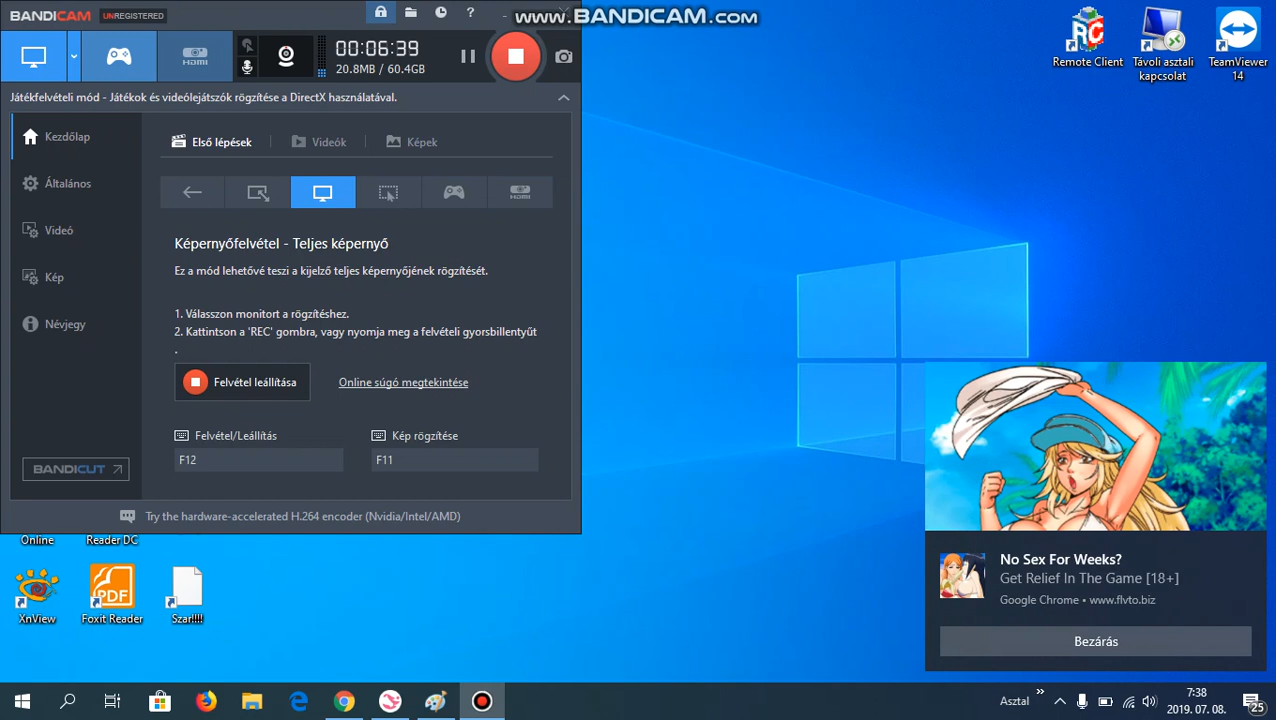 BANDICAM UNREGISTERED
www.BANDICAM.com
HDMI
00:06:39
20.8MB / 60.4GB
Játékfelvételi mód - Játékok és videólejátszók rögzítése a DirectX használatával.
Kezdőlap
Általános
Videó
Kép
Névjegy
BANDICUT
Első lépések
Videók
Képek
HDMI
Képernyőfelvétel - Teljes képernyő
Ez a mód lehetővé teszi a kijelző teljes képernyőjének rögzítését.
1. Válasszon monitort a rögzítéshez.
2. Kattintson a 'REC' gombra, vagy nyomja meg a felvételi gyorsbillentyűt
.
Felvétel leállítása
Online súgó megtekintése
Felvétel/Leállítás
Kép rögzítése
F12
F11
Try the hardware-accelerated H.264 encoder (Nvidia/Intel/AMD)
Remote Client
Távoli asztali
kapcsolat
TeamViewer
14
Online
Reader DC
XnView
PDF
Foxit Reader
Szar!!!!
No Sex For Weeks?
Get Relief In The Game [18+]
Google Chrome • www.flvto.biz
Bezárás
Asztal
7:38
2019. 07. 08.
25